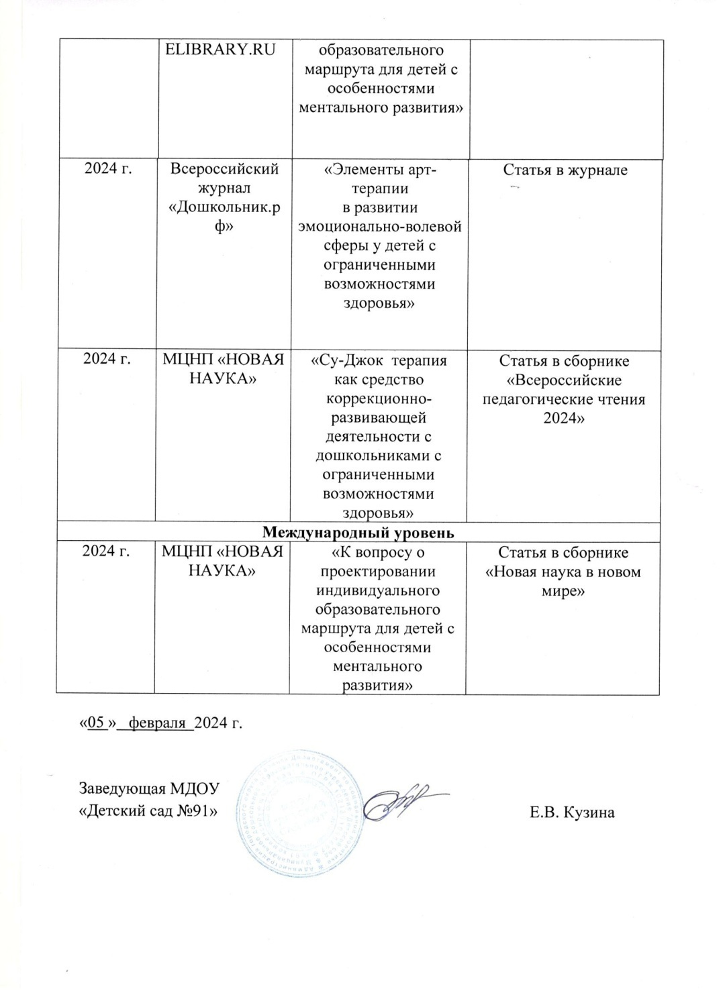 ELIBRARY.RU
образовательного
маршрута для детей с
особенностями
ментального развития»
2024 г.
Всероссийский
журнал
«Дошкольник.р
ф»
«Элементы арт-
терапии
в развитии
эмоционально-волевой
сферы у детей с
ограниченными
возможностями
здоровья»
Статья в журнале
2024 г.
МЦНП «НОВАЯ
НАУКА»
«Су-Джок терапия
как средство
коррекционно-
развивающей
деятельности с
дошкольниками с
ограниченными
возможностями
здоровья»
Статья в сборнике
«Всероссийские
педагогические чтения
2024»
Международный уровень
2024 г.
МЦНП «НОВАЯ
НАУКА»
«К вопросу о
проектировании
индивидуального
образовательного
маршрута для детей с
особенностями
ментального
развития»
Статья в сборнике
«Новая наука в новом
мире»
«05 » февраля 2024 г.
Заведующая МДОУ
«Детский сад №91»
Е.В. Кузина